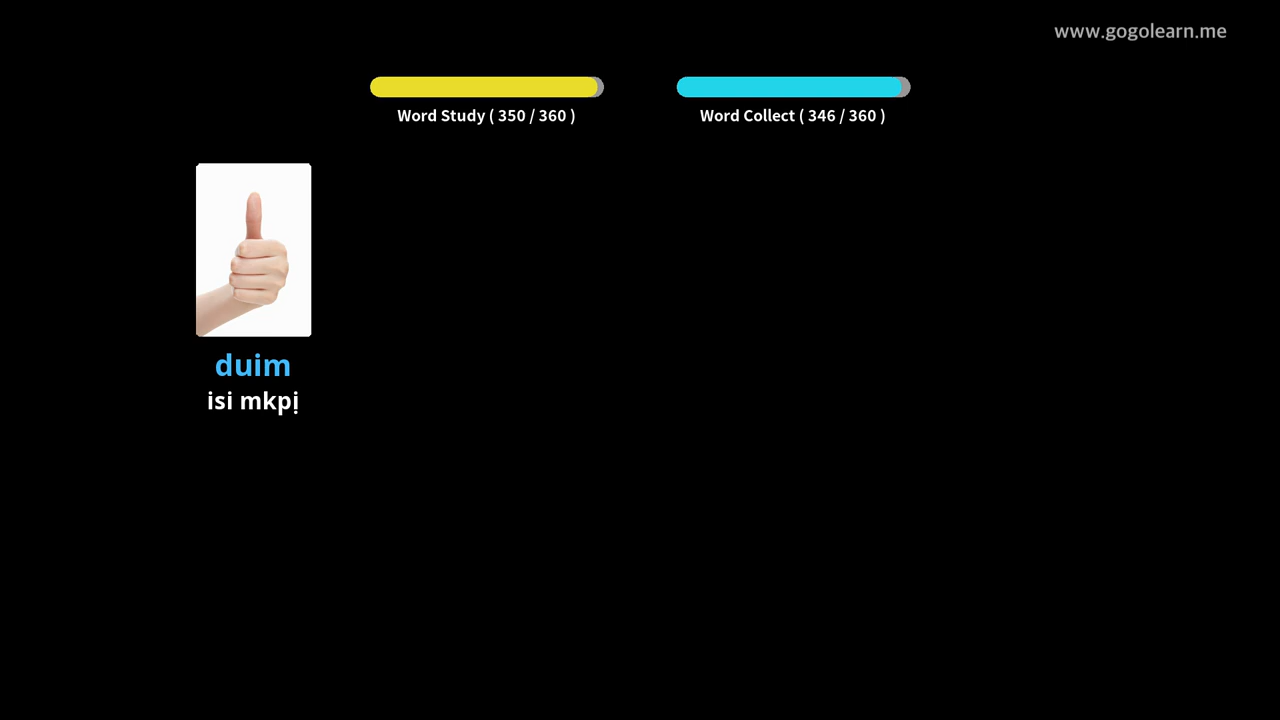 www.gogolearn.me
Word Study ( 350 / 360 )
Word Collect ( 346 / 360 )
duim
isi mkpị